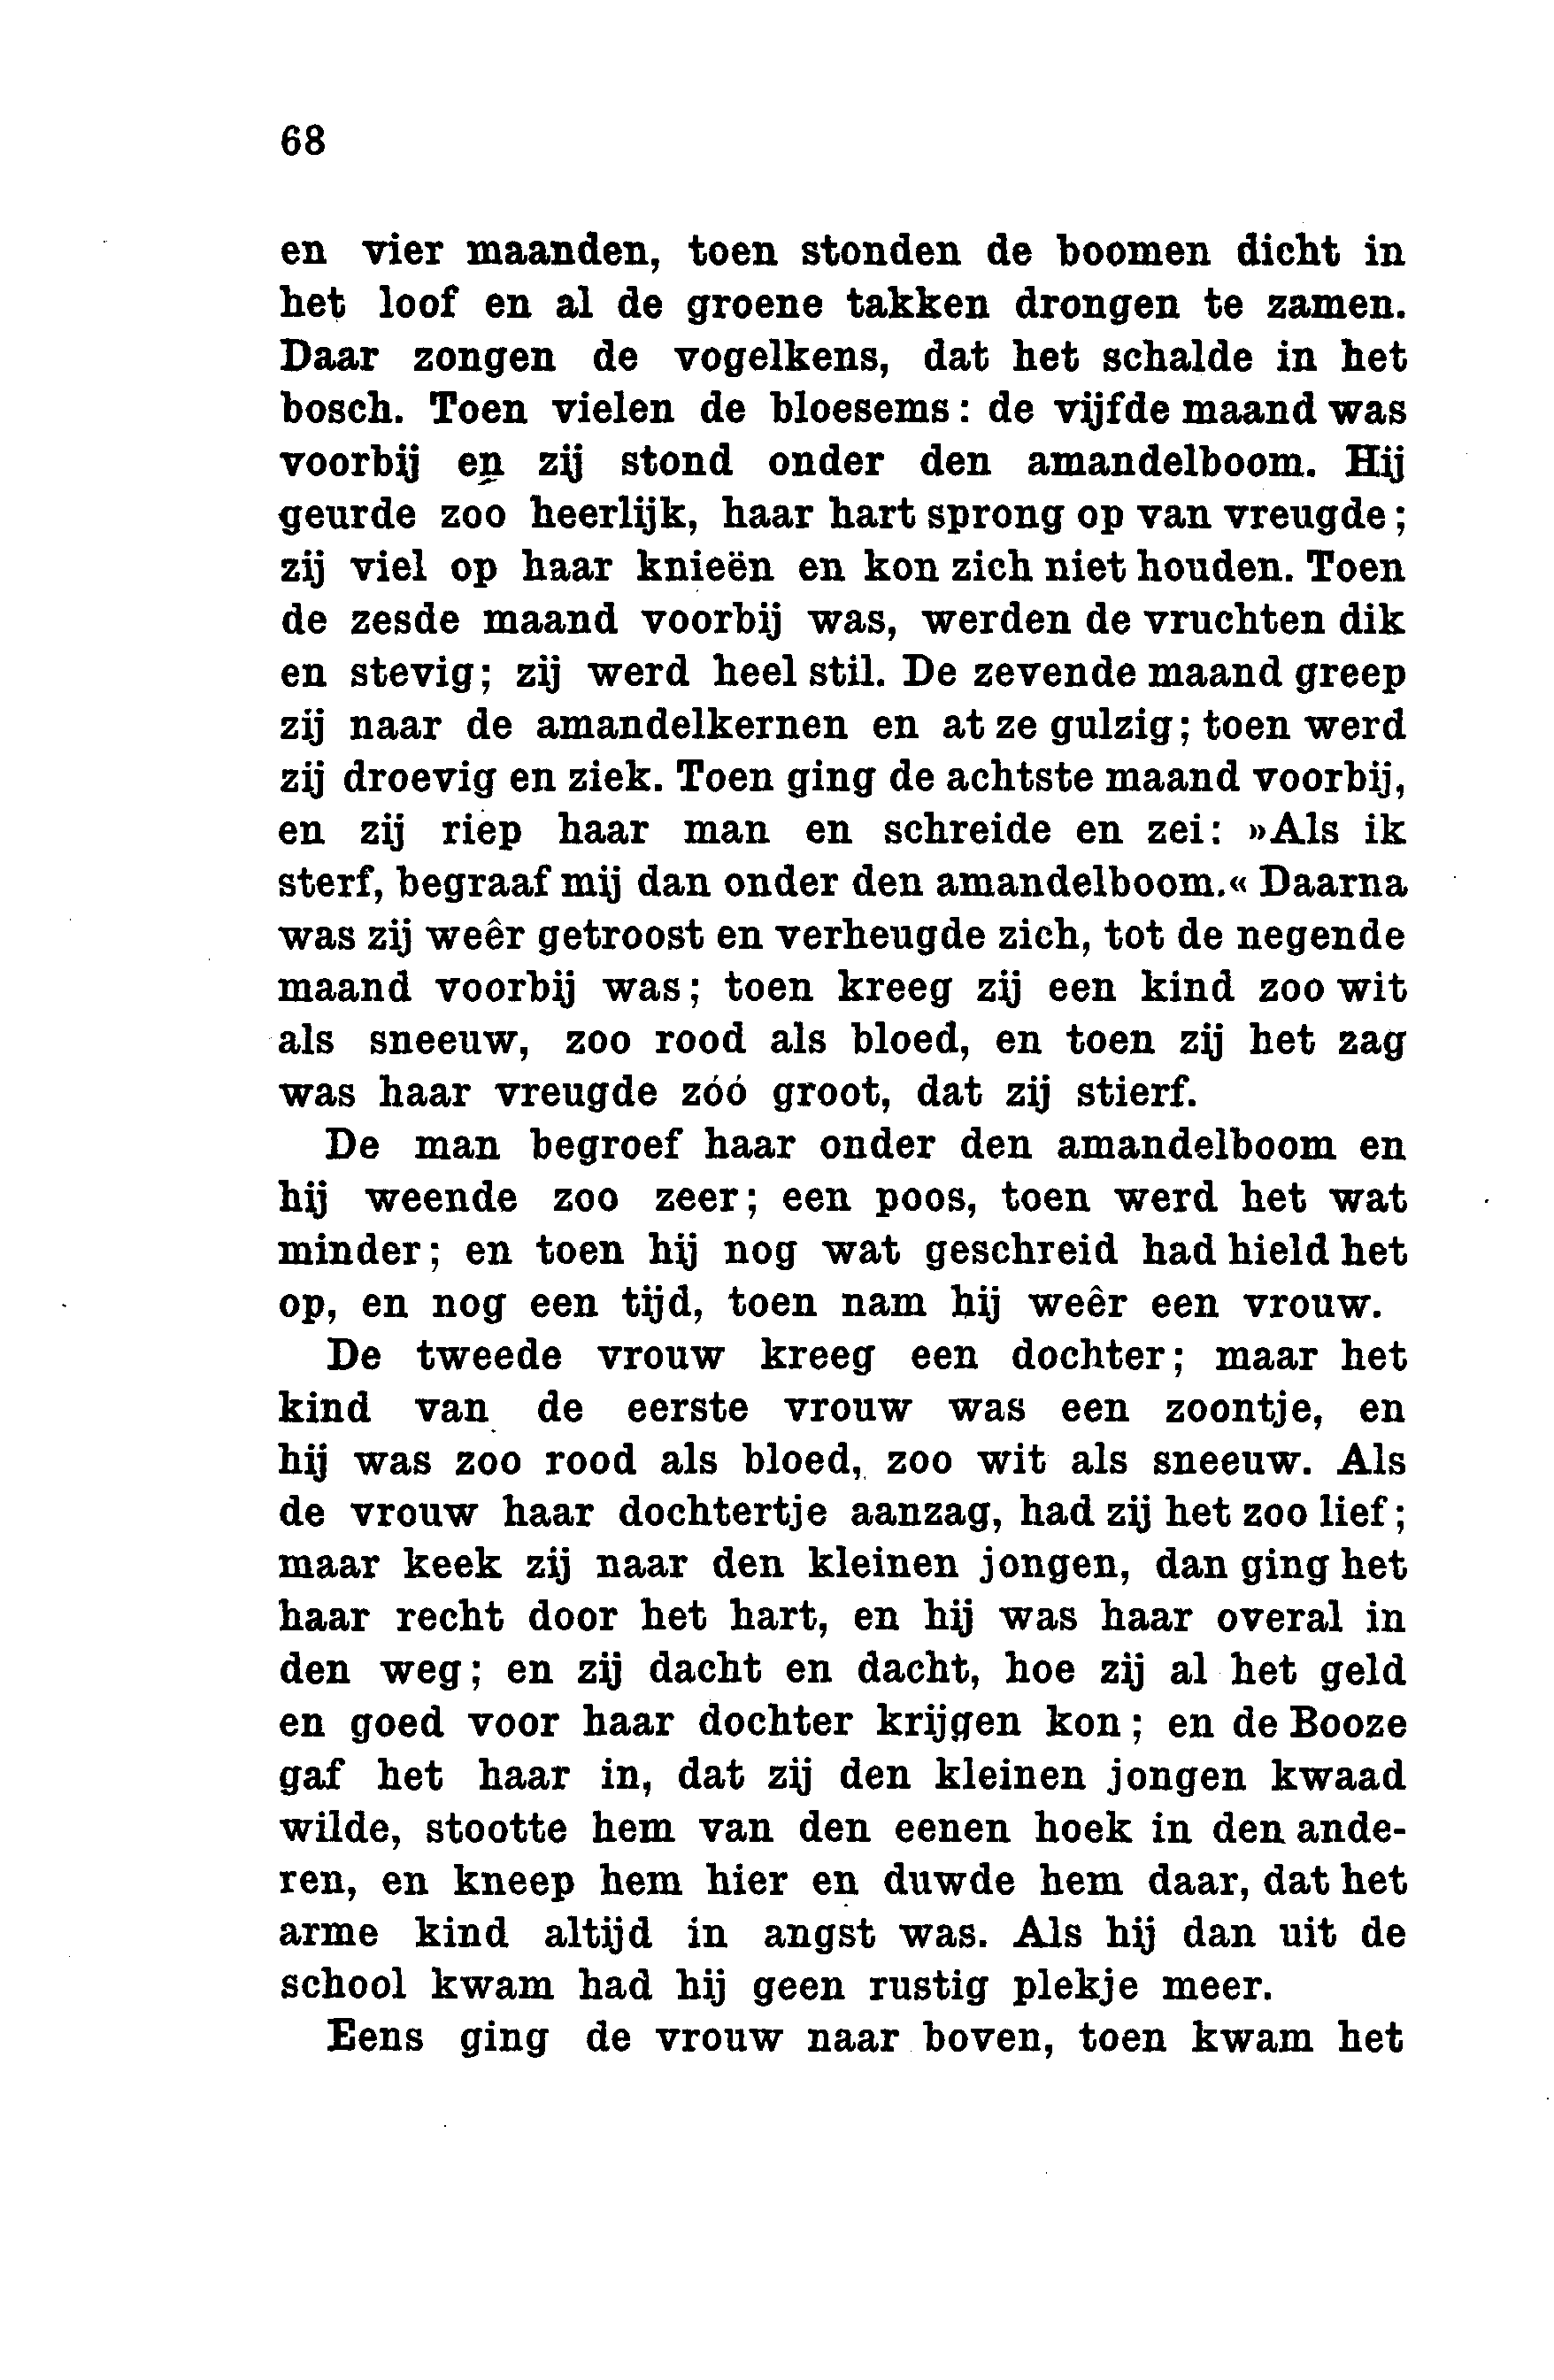 68
en vier maanden, toen stonden de boomen dicht in
het loof en al de groene takken drongen te zamen.
Daar zongen de vogelkens, dat het schalde in het
bosch. Toen vielen de bloesems: de vijfde maand was
voorbij en zij stond onder den amandelboom. Hij
geurde zoo heerlijk, haar hart sprong op van vreugde;
zij viel op haar knieën en kon zich niet houden. Toen
de zesde maand voorbij was, werden de vruchten dik
en stevig; zij werd heel stil. De zevende maand greep
zij naar de amandelkernen en at ze gulzig; toen werd
zij droevig en ziek. Toen ging de achtste maand voorbij,
en zij riep haar man en schreide en zei: »Als ik
sterf, begraaf mij dan onder den amandelboom.« Daarna
was zij weêr getroost en verheugde zich, tot de negende
maand voorbij was; toen kreeg zij een kind zoo wit
als sneeuw, zoo rood als bloed, en toen zij het zag
was haar vreugde zóó groot, dat zij stierf.
De man begroef haar onder den amandelboom en
hij weende zoo zeer; een poos, toen werd het wat
minder; en toen hij nog wat geschreid had hield het
op, en nog een tijd, toen nam hij weêr een vrouw.
De tweede vrouw kreeg een dochter; maar het
kind van de eerste vrouw was een zoontje, en
hij was zoo rood als bloed, zoo wit als sneeuw. Als
de vrouw haar dochtertje aanzag, had zij het zoo lief;
maar keek zij naar den kleinen jongen, dan ging het
haar recht door het hart, en hij was haar overal in
den weg; en zij dacht en dacht, hoe zij al het geld
en goed voor haar dochter krijgen kon; en de Booze
gaf het haar in, dat zij den kleinen jongen kwaad
wilde, stootte hem van den eenen hoek in den ande-
ren, en kneep hem hier en duwde hem daar, dat het
arme kind altijd in angst was. Als hij dan uit de
school kwam had hij geen rustig plekje meer.
Eens ging de vrouw naar boven, toen kwam het